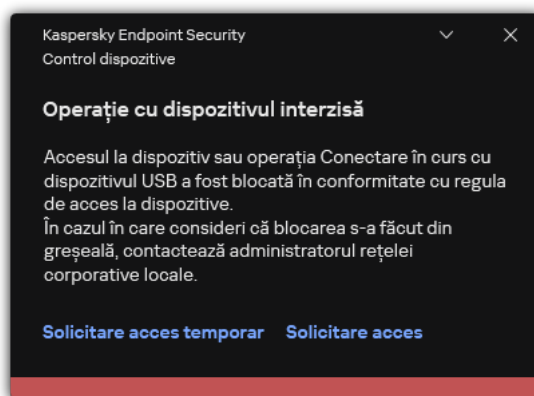 Kaspersky Endpoint Security
Control dispozitive
Operație cu dispozitivul interzisă
Accesul la dispozitiv sau operația Conectare în curs cu
dispozitivul USB a fost blocată în conformitate cu regula
de acces la dispozitive.
În cazul în care consideri că blocarea s-a făcut din
greșeală, contactează administratorul rețelei
corporative locale.
Solicitare acces temporar Solicitare acces